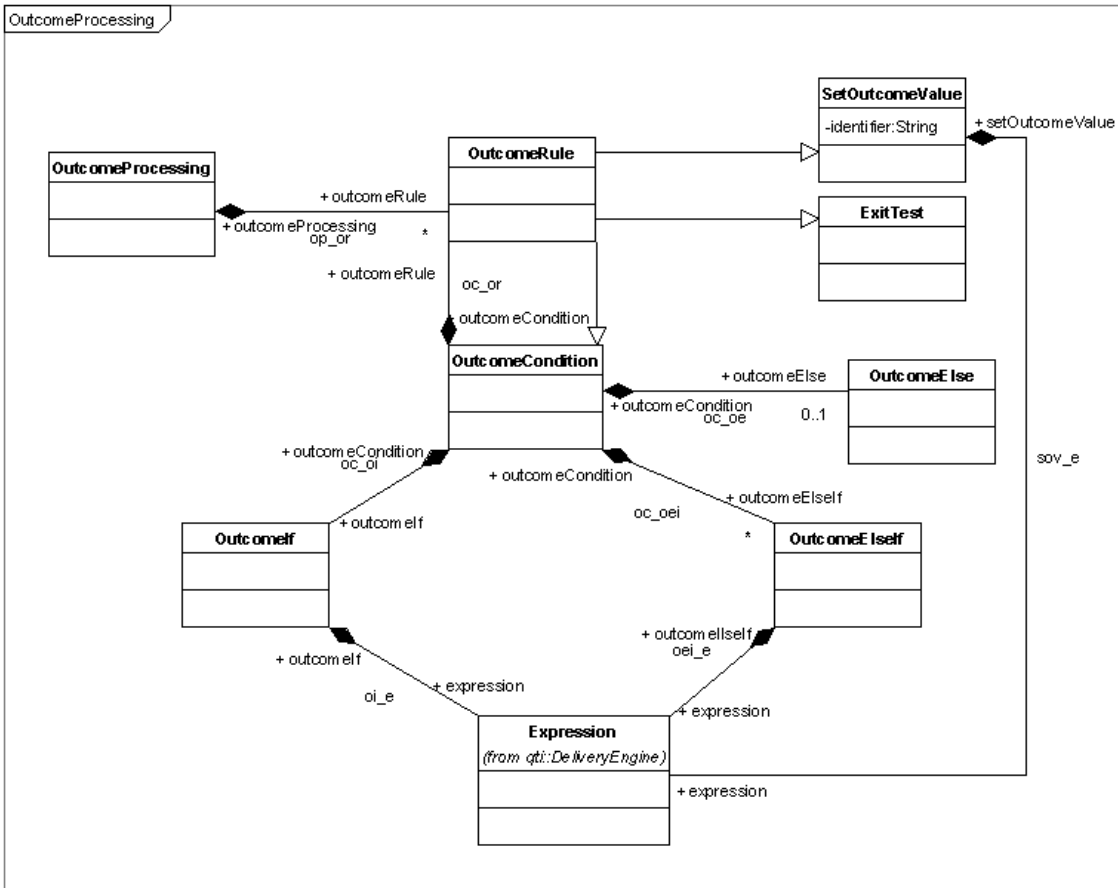 OutcomeProcessing
SetOutcomeValue
-identifier:String
+ setOutcomeValue
OutcomeRule
OutcomeProcessing
+ outcomeRule
+ outcomeProcessing
op_or
*
ExitTest
+ outcomeRule
oc_or
+ outcomeCondition
OutcomeCondition
+ outcomeElse
OutcomeElse
+ outcomeCondition
oc_oe
0..1
+ outcomeCondition
oc_oi
+ outcomeCondition
sov_e
+ outcomeElseIf
oc_oei
+ outcomeIf
*
OutcomeIf
OutcomeElseIf
+ outcomeIlself
oei_e
+ outcomeIf
oi_e
+ expression
+ expression
Expression
(from qti::DeliveryEngine)
+ expression